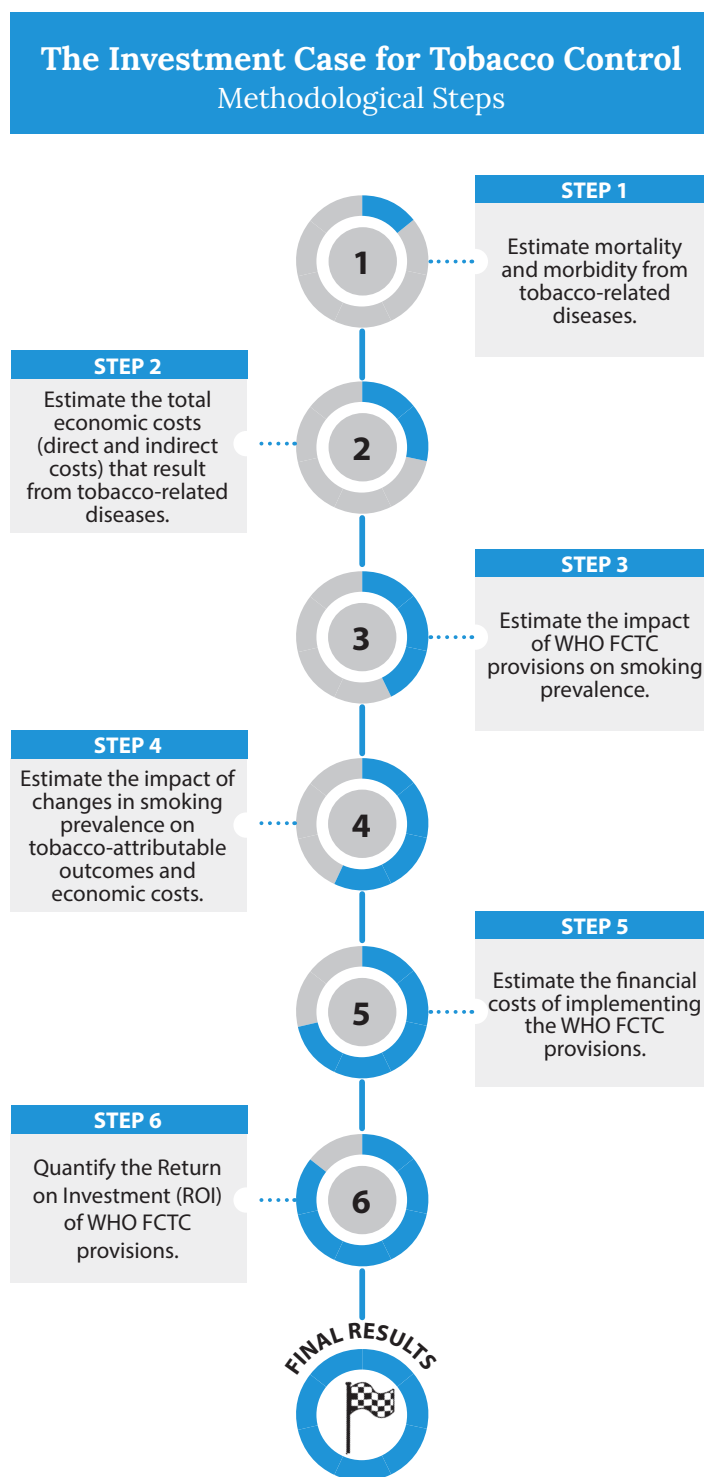 The Investment Case for Tobacco Control
Methodological Steps
1
STEP 1
Estimate mortality
and morbidity from
tobacco-related
diseases.
STEP 2
Estimate the total
economic costs
(direct and indirect
costs) that result
from tobacco-related
diseases.
2
3
STEP 3
Estimate the impact
of WHO FCTC
provisions on smoking
prevalence.
STEP 4
Estimate the impact of
changes in smoking
prevalence on
tobacco-attributable
outcomes and
economic costs.
4
5
STEP 5
Estimate the financial
costs of implementing
the WHO FCTC
provisions.
STEP 6
Quantify the Return
on Investment (ROI)
of WHO FCTC
provisions.
6
FINAL RESULTS